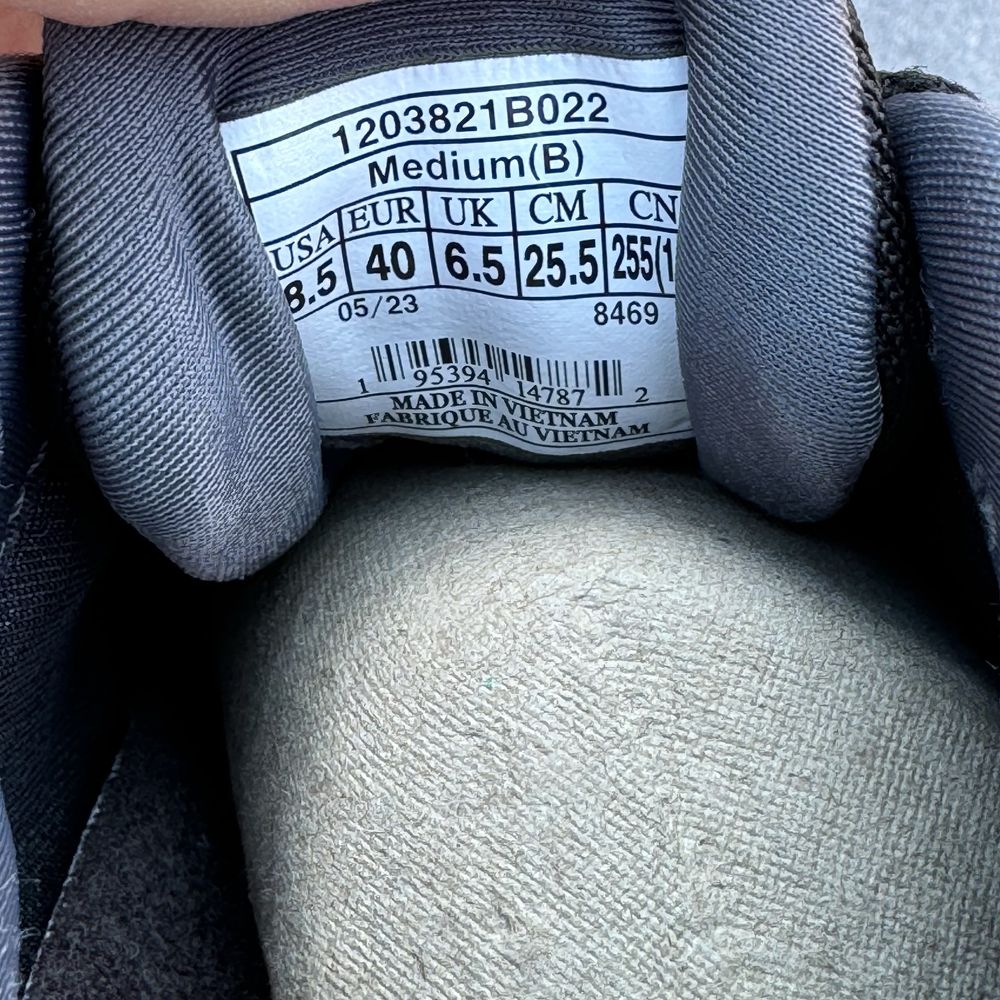 1203821B022
Medium(B)
USA EUR UK CM CN
8.5 40 6.5 25.5 255(1
05/23 8469
1 95394 14787 2
MADE IN VIETNAM
FABRIQUE AU VIETNAM